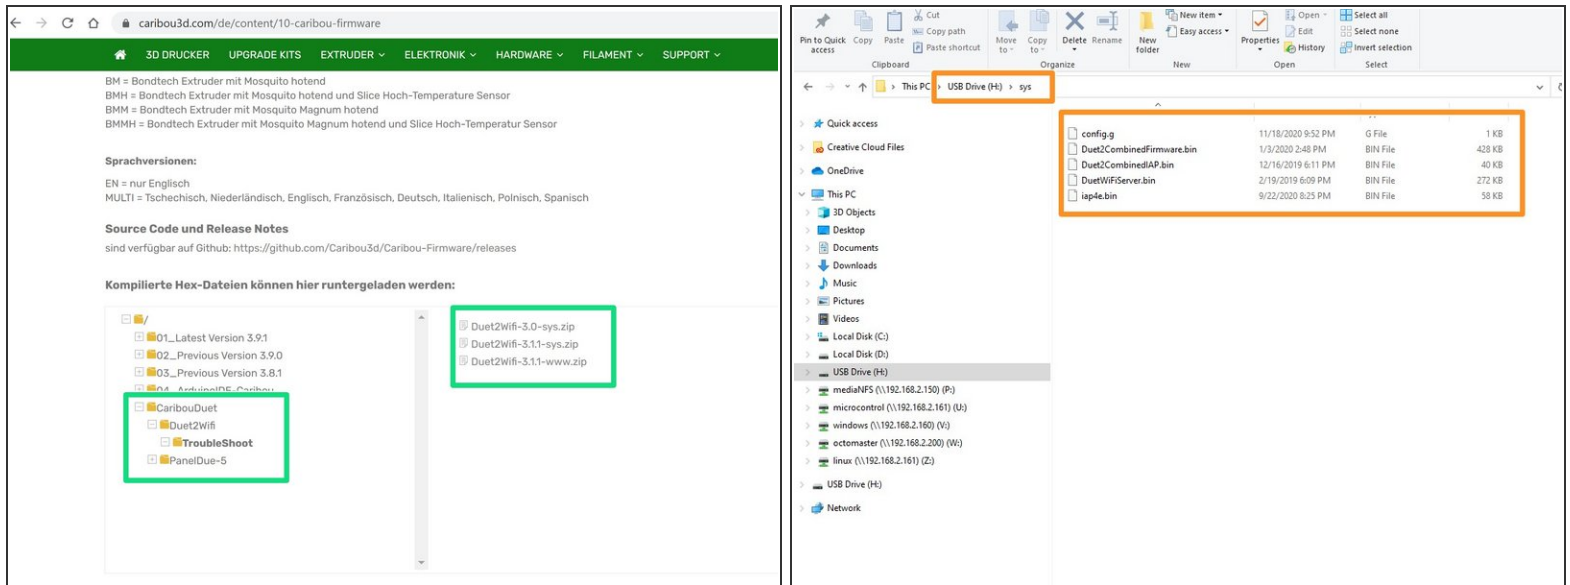 caribou3d.com/de/content/10-caribou-firmware
3D DRUCKER UPGRADE KITS EXTRUDER ELEKTRONIK HARDWARE FILAMENT SUPPORT
BM = Bondtech Extruder mit Mosquito hotend
BMH = Bondtech Extruder mit Mosquito hotend und Slice Hoch-Temperature Sensor
BMM = Bondtech Extruder mit Mosquito Magnum hotend
BMMH = Bondtech Extruder mit Mosquito Magnum hotend und Slice Hoch-Temperatur Sensor
Sprachversionen:
EN = nur Englisch
MULTI = Tschechisch, Niederländisch, Englisch, Französisch, Deutsch, Italienisch, Polnisch, Spanisch
Source Code und Release Notes
sind verfügbar auf Github: https://github.com/Caribou3d/Caribou-Firmware/releases
Kompilierte Hex-Dateien können hier runtergeladen werden:
/
01_Latest Version 3.9.1
02_Previous Version 3.9.0
03_Previous Version 3.8.1
04_ArduinoIDE-Caribou
CaribouDuet
Duet2Wifi
TroubleShoot
PanelDue-5
Duet2Wifi-3.0-sys.zip
Duet2Wifi-3.1.1-sys.zip
Duet2Wifi-3.1.1-www.zip
Pin to Quick access
Copy
Paste
Cut
Copy path
Paste shortcut
Clipboard
Move to
Copy to
Delete
Rename
Organize
New folder
New item
Easy access
New
Properties
Open
Edit
History
Open
Select all
Select none
Invert selection
Select
This PC > USB Drive (H:) > sys
Quick access
Creative Cloud Files
OneDrive
This PC
3D Objects
Desktop
Documents
Downloads
Music
Pictures
Videos
Local Disk (C:)
Local Disk (D:)
USB Drive (H:)
mediaNFS (\\192.168.2.150) (P:)
microcontrol (\\192.168.2.161) (U:)
windows (\\192.168.2.160) (V:)
octomaster (\\192.168.2.200) (W:)
linux (\\192.168.2.161) (Z:)
USB Drive (H:)
Network
config.g 11/18/2020 9:52 PM G File 1 KB
Duet2CombinedFirmware.bin 1/3/2020 2:48 PM BIN File 428 KB
Duet2CombinedIAP.bin 12/16/2019 6:11 PM BIN File 40 KB
DuetWiFiServer.bin 2/19/2019 6:09 PM BIN File 272 KB
iap4e.bin 9/22/2020 8:25 PM BIN File 58 KB